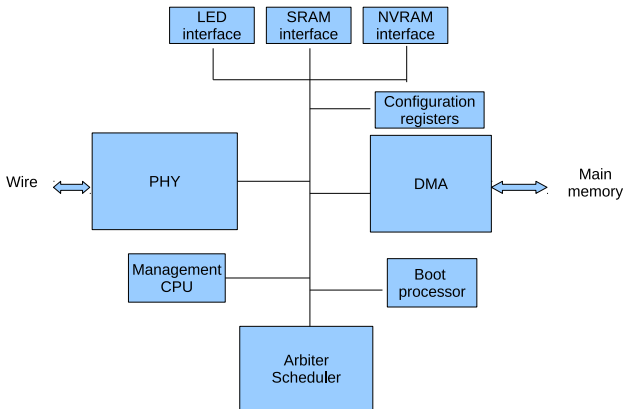 LED
interface
SRAM
interface
NVRAM
interface
Configuration
registers
Wire
PHY
DMA
Main
memory
Management
CPU
Boot
processor
Arbiter
Scheduler